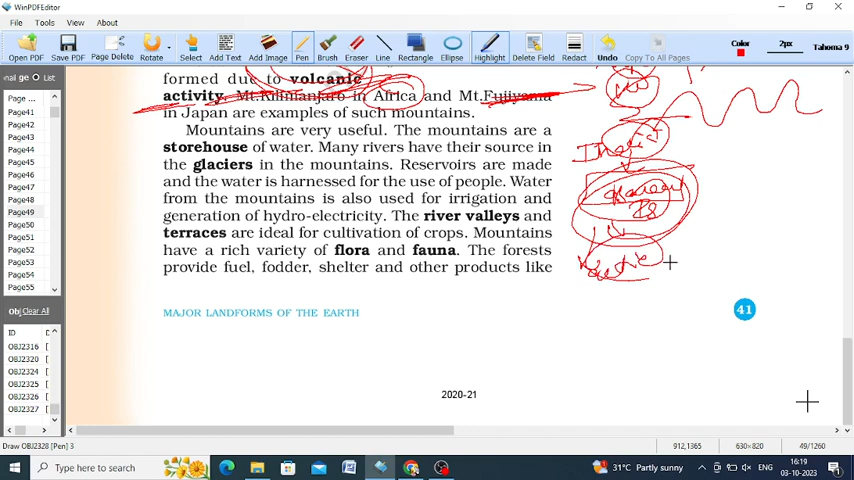 WinPDFEditor
File Tools View About
Open PDF Save PDF Page Delete Rotate Select Add Text Add Image Pen Brush Eraser Line Rectangle Ellipse Highlight Delete Field Redact Undo Copy To All Pages Color 2px Tahoma 9
nail ge List
Page ...
Page41
Page42
Page43
Page44
Page45
Page46
Page47
Page48
Page49
Page50
Page51
Page52
Page53
Page54
Page55
Obj Clear All
ID
OBJ2316
OBJ2320
OBJ2324
OBJ2325
OBJ2326
OBJ2327
formed due to volcanic
activity. Mt.Kilimanjaro in Africa and Mt.Fujiyama
in Japan are examples of such mountains.
Mountains are very useful. The mountains are a
storehouse of water. Many rivers have their source in
the glaciers in the mountains. Reservoirs are made
and the water is harnessed for the use of people. Water
from the mountains is also used for irrigation and
generation of hydro-electricity. The river valleys and
terraces are ideal for cultivation of crops. Mountains
have a rich variety of flora and fauna. The forests
provide fuel, fodder, shelter and other products like
MAJOR LANDFORMS OF THE EARTH
41
2020-21
Draw OBJ2328 [Pen] 3 912,1365 630×820 49/1260
Type here to search 31°C Partly sunny ENG 16:19
03-10-2023